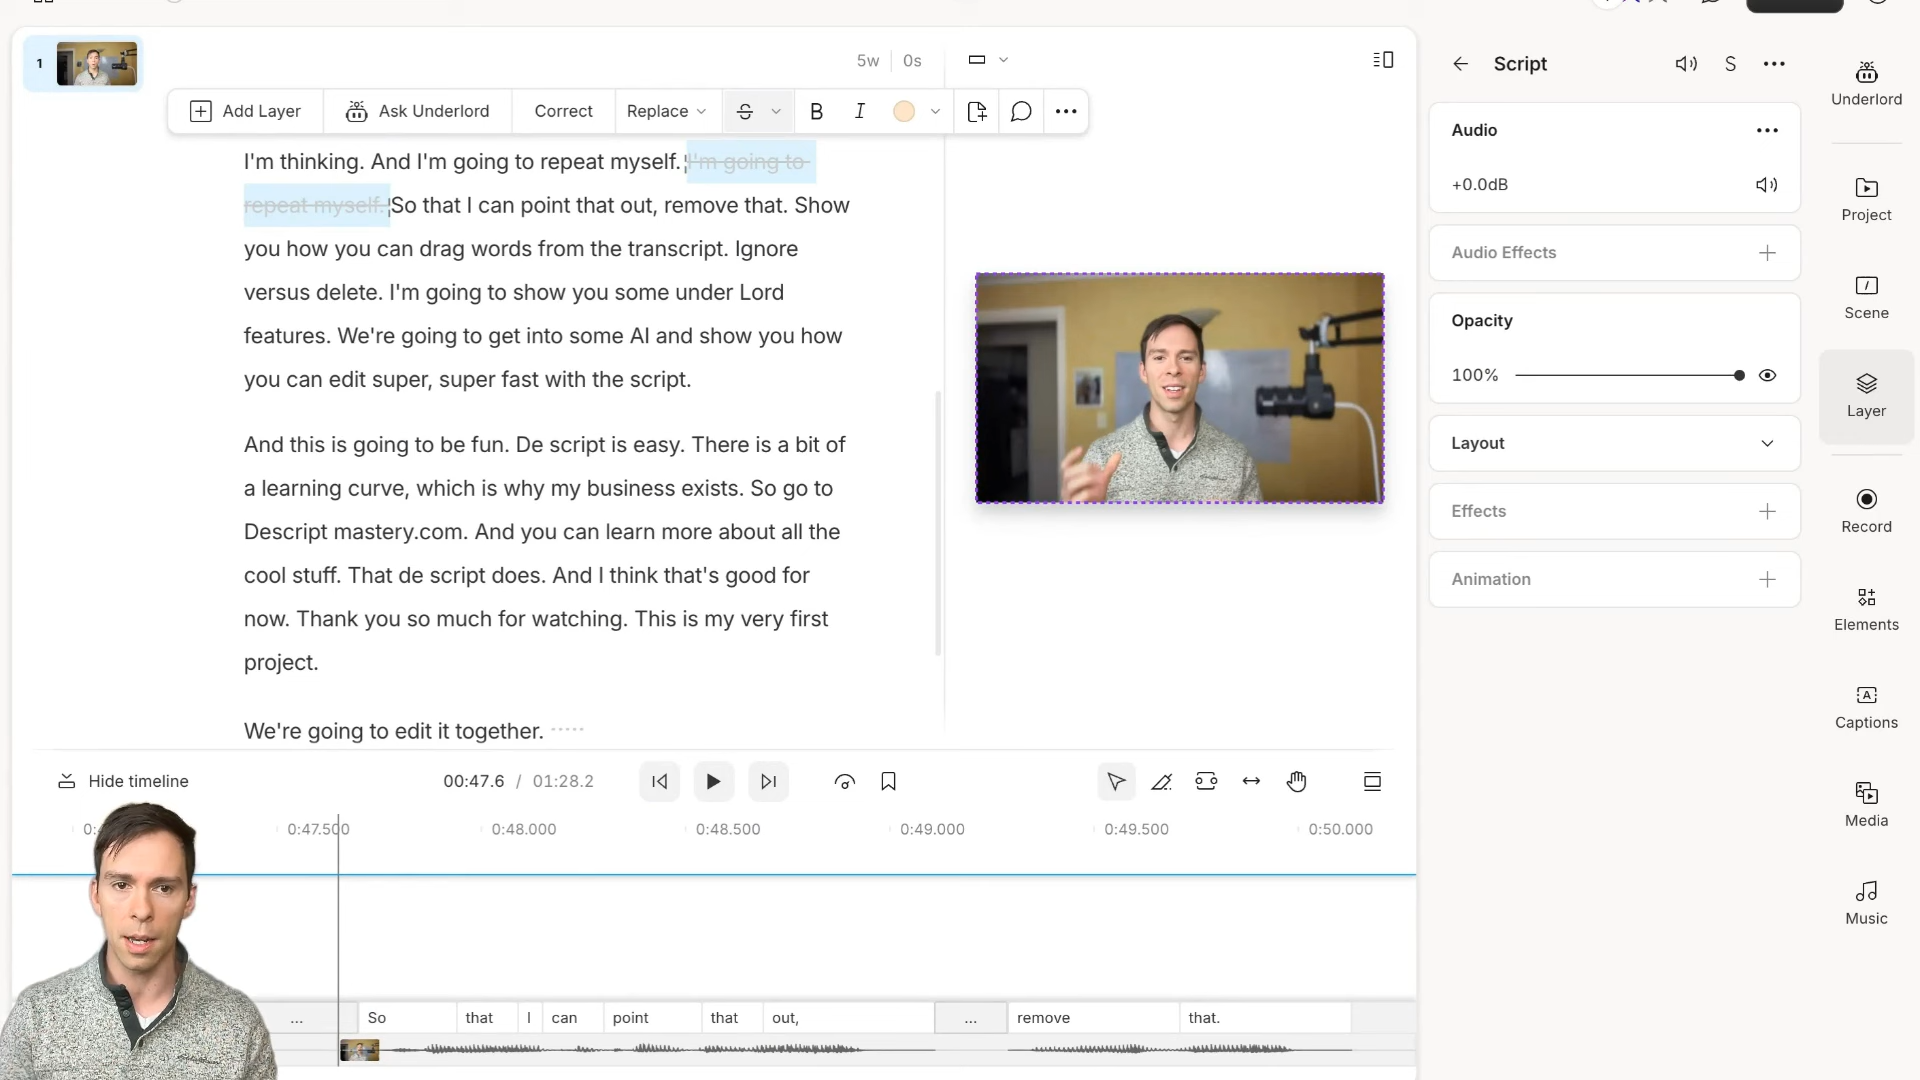 1
5w 0s
Add Layer Ask Underlord Correct Replace S B I
I'm thinking. And I'm going to repeat myself. I'm going to
repeat myself. So that I can point that out, remove that. Show
you how you can drag words from the transcript. Ignore
versus delete. I'm going to show you some under Lord
features. We're going to get into some AI and show you how
you can edit super, super fast with the script.
And this is going to be fun. De script is easy. There is a bit of
a learning curve, which is why my business exists. So go to
Descript mastery.com. And you can learn more about all the
cool stuff. That de script does. And I think that's good for
now. Thank you so much for watching. This is my very first
project.
We're going to edit it together.
Script S
Audio
+0.0dB
Audio Effects
Opacity
100%
Layout
Effects
Animation
Underlord
Project
Scene
Layer
Record
Elements
Captions
Media
Music
Hide timeline 00:47.6 / 01:28.2
0:47.500 0:48.000 0:48.500 0:49.000 0:49.500 0:50.000
... So that I can point that out, ... remove that.